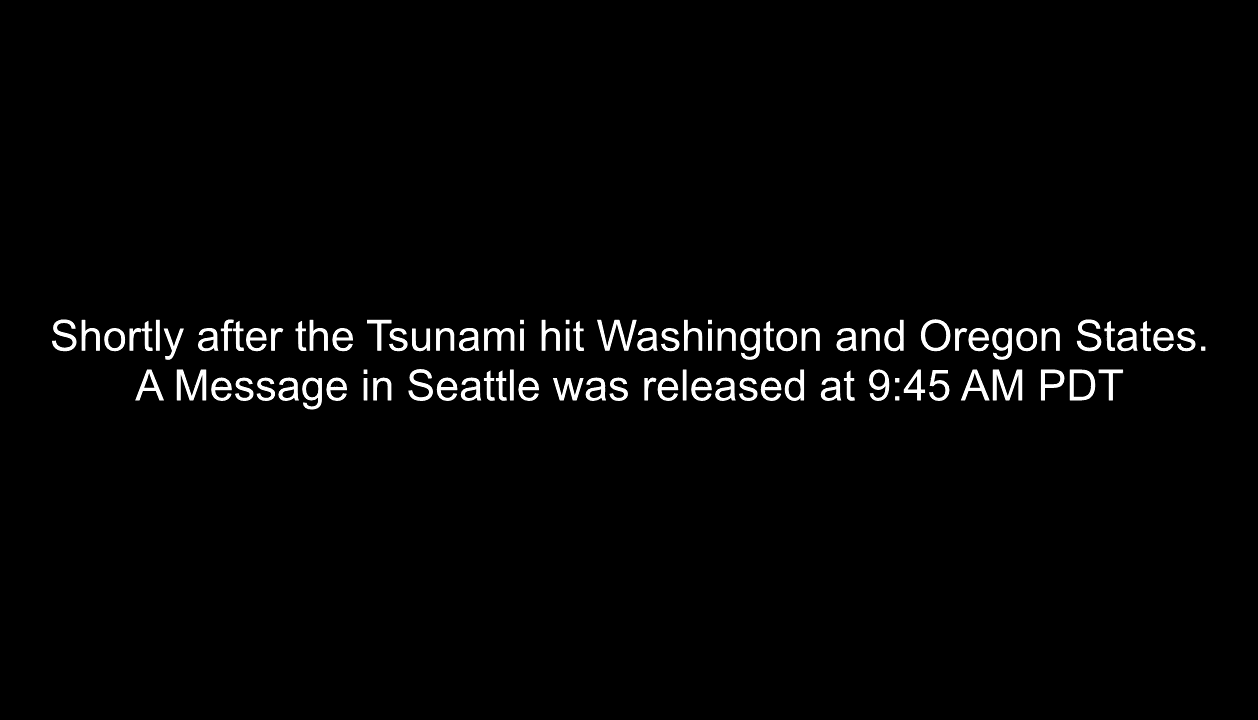 Shortly after the Tsunami hit Washington and Oregon States.
A Message in Seattle was released at 9:45 AM PDT